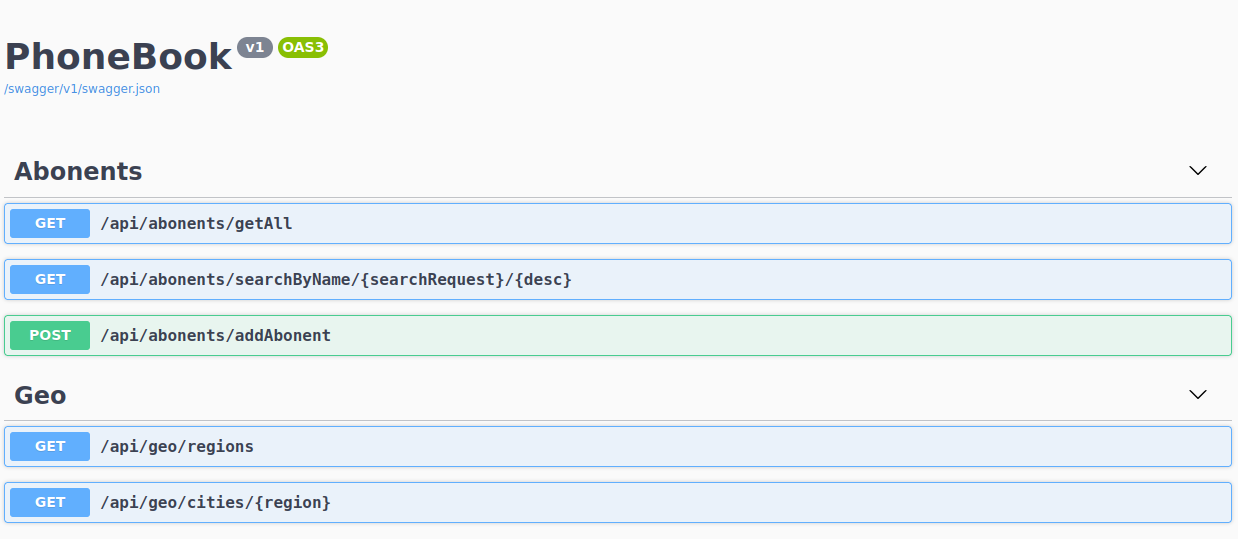 PhoneBook v1 OAS3
/swagger/v1/swagger.json
Abonents
GET /api/abonents/getAll
GET /api/abonents/searchByName/{searchRequest}/{desc}
POST /api/abonents/addAbonent
Geo
GET /api/geo/regions
GET /api/geo/cities/{region}